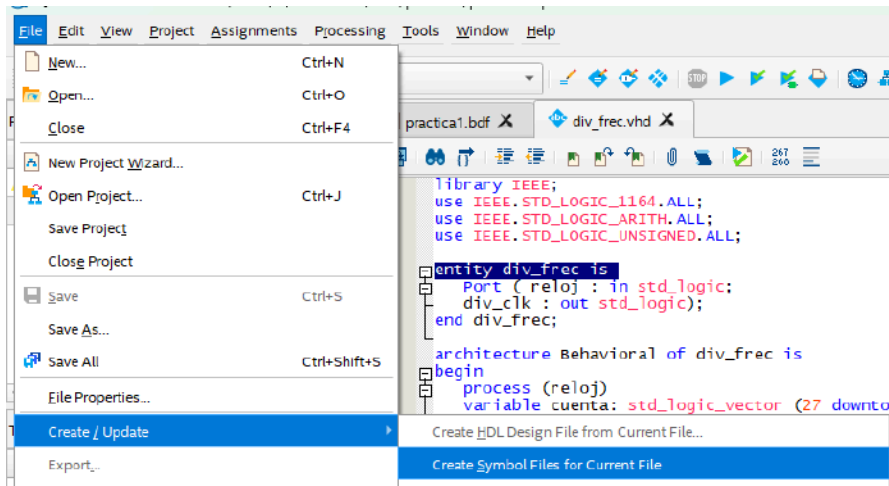 File Edit View Project Assignments Processing Tools Window Help
New... Ctrl+N
Open... Ctrl+O
Close Ctrl+F4
New Project Wizard...
Open Project... Ctrl+J
Save Project
Close Project
Save Ctrl+S
Save As...
Save All Ctrl+Shift+S
File Properties...
Create / Update
Export...
Create HDL Design File from Current File...
Create Symbol Files for Current File
STOP
practica1.bdf
abc div_frec.vhd
267
268
library IEEE;
use IEEE.STD_LOGIC_1164.ALL;
use IEEE.STD_LOGIC_ARITH.ALL;
use IEEE.STD_LOGIC_UNSIGNED.ALL;
entity div_frec is
Port ( reloj : in std_logic;
div_clk : out std_logic);
end div_frec;
architecture Behavioral of div_frec is
begin
process (reloj)
variable cuenta: std_logic_vector (27 downto